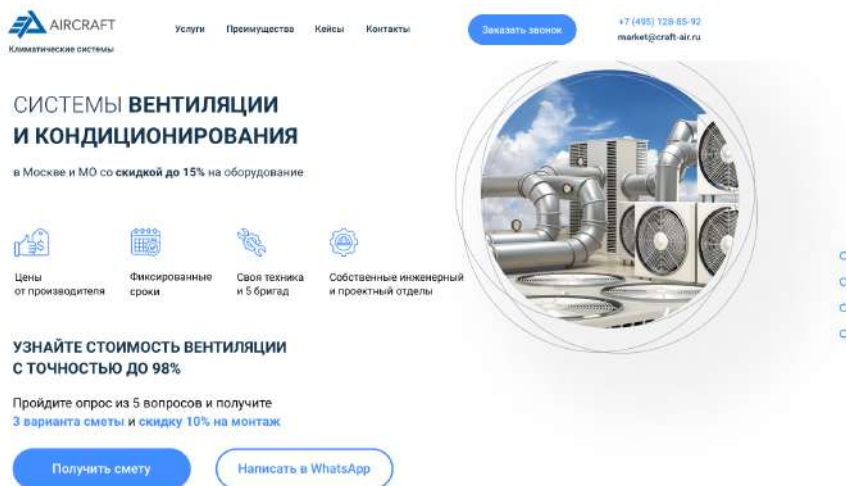 AIRCRAFT
Климатические системы
Услуги Преимущества Кейсы Контакты
Заказать звонок
+7 (495) 128-85-92
market@craft-air.ru
СИСТЕМЫ ВЕНТИЛЯЦИИ
И КОНДИЦИОНИРОВАНИЯ
в Москве и МО со скидкой до 15% на оборудование
Цены
от производителя
Фиксированные
сроки
Своя техника
и 5 бригад
Собственные инженерный
и проектный отделы
УЗНАЙТЕ СТОИМОСТЬ ВЕНТИЛЯЦИИ
С ТОЧНОСТЬЮ ДО 98%
Пройдите опрос из 5 вопросов и получите
3 варианта сметы и скидку 10% на монтаж
Получить смету
Написать в WhatsApp